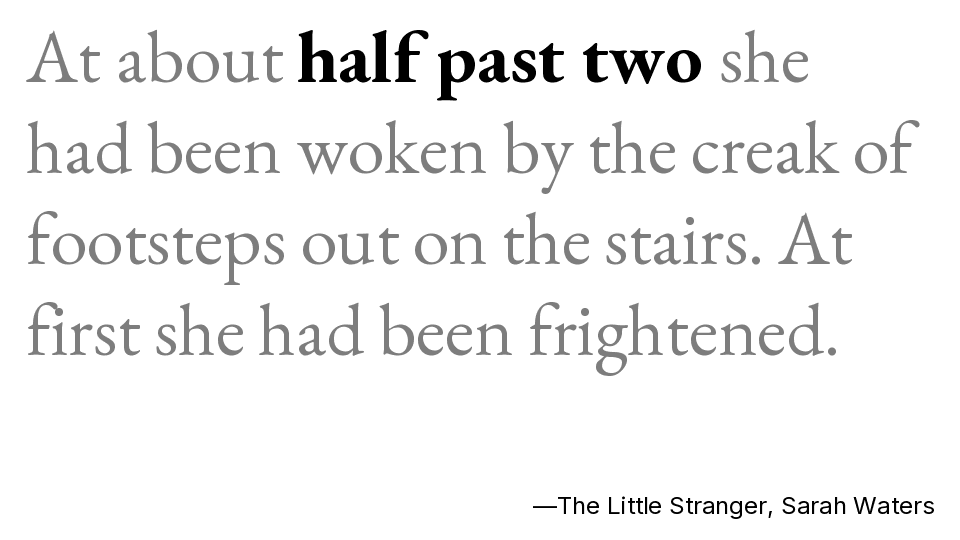 At about half past two she
had been woken by the creak of
footsteps out on the stairs. At
first she had been frightened.
—The Little Stranger, Sarah Waters